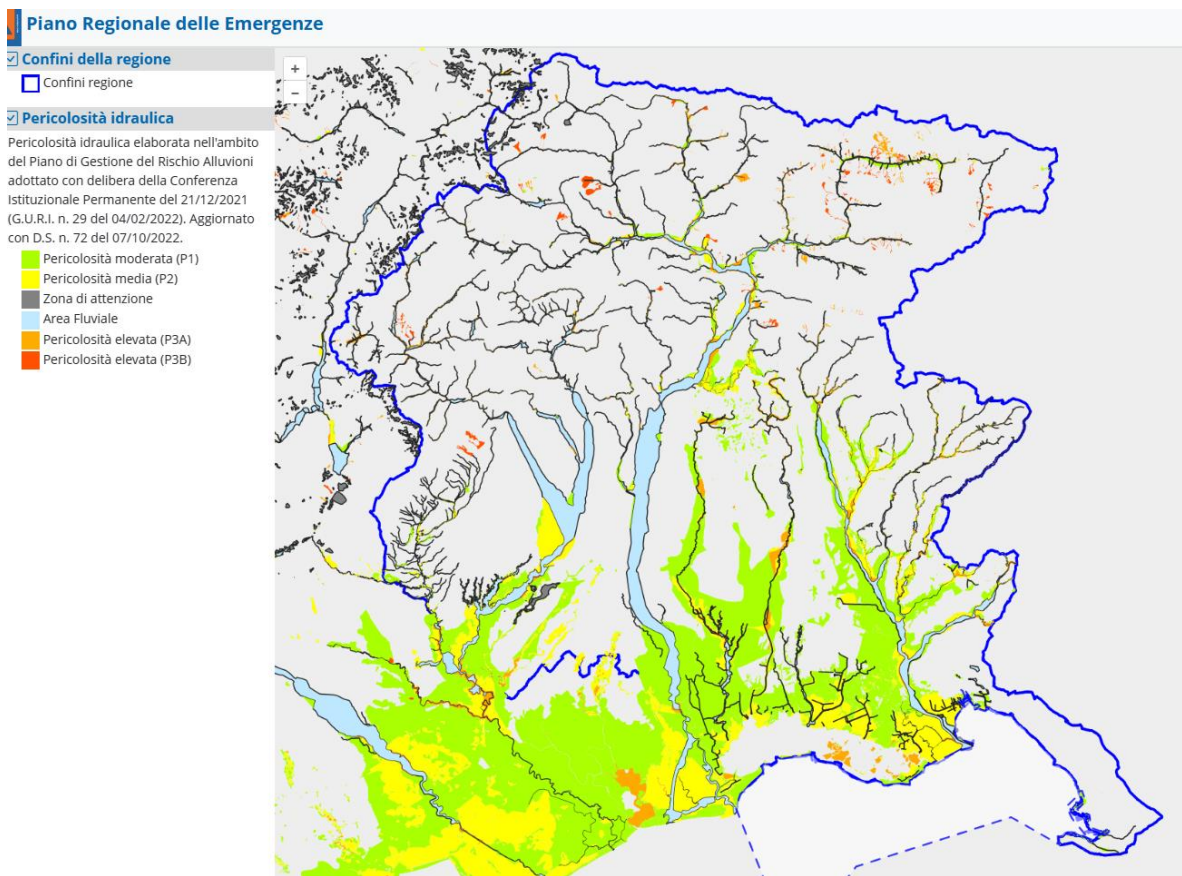 Piano Regionale delle Emergenze
Confini della regione
Confini regione
Pericolosità idraulica
Pericolosità idraulica elaborata nell'ambito
del Piano di Gestione del Rischio Alluvioni
adottato con delibera della Conferenza
Istituzionale Permanente del 21/12/2021
(G.U.R.I. n. 29 del 04/02/2022). Aggiornato
con D.S. n. 72 del 07/10/2022.
Pericolosità moderata (P1)
Pericolosità media (P2)
Zona di attenzione
Area Fluviale
Pericolosità elevata (P3A)
Pericolosità elevata (P3B)
+
−